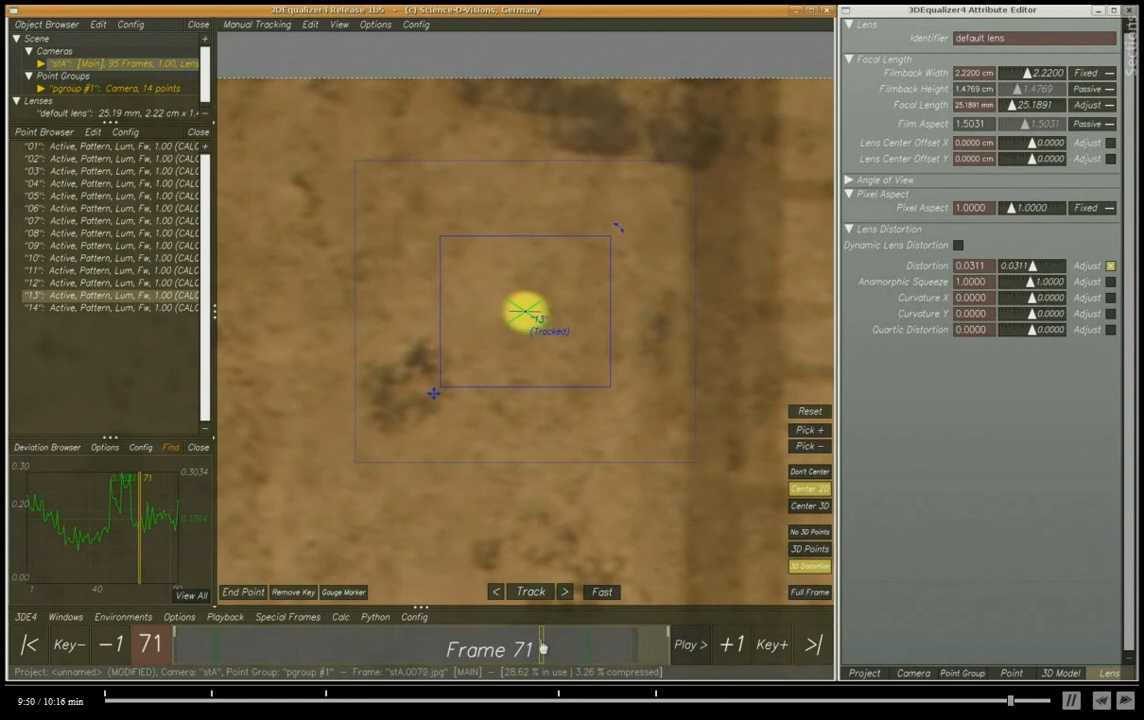 3DEqualizer4 Release 1b5 - (c) Science-D-Visions, Germany
3DEqualizer4 Attribute Editor
Object Browser Edit Config Close
Manual Tracking Edit View Options Config
Scene
Cameras
"stA": [Main], 95 Frames, 1.00, Lens
Point Groups
"pgroup #1": Camera, 14 points
Lenses
"default lens": 25.19 mm, 2.22 cm x 1.4
Point Browser Edit Config Close
"01": Active, Pattern, Lum, Fw, 1.00 (CALC
"02": Active, Pattern, Lum, Fw, 1.00 (CALC
"03": Active, Pattern, Lum, Fw, 1.00 (CALC
"04": Active, Pattern, Lum, Fw, 1.00 (CALC
"05": Active, Pattern, Lum, Fw, 1.00 (CALC
"06": Active, Pattern, Lum, Fw, 1.00 (CALC
"07": Active, Pattern, Lum, Fw, 1.00 (CALC
"08": Active, Pattern, Lum, Fw, 1.00 (CALC
"09": Active, Pattern, Lum, Fw, 1.00 (CALC
"10": Active, Pattern, Lum, Fw, 1.00 (CALC
"11": Active, Pattern, Lum, Fw, 1.00 (CALC
"12": Active, Pattern, Lum, Fw, 1.00 (CALC
"13": Active, Pattern, Lum, Fw, 1.00 (CALC
"14": Active, Pattern, Lum, Fw, 1.00 (CALC
"13"
(Tracked)
Deviation Browser Options Config Find Close
0.30 71 0.3034
0.20 0.1764
0.00
1 40
View All
Reset
Pick +
Pick -
Don't Center
Center 2D
Center 3D
No 3D Points
3D Points
3D Distortion
Full Frame
End Point Remove Key Gauge Marker < Track > Fast
3DE4 Windows Environments Options Playback Special Frames Calc Python Config
|< Key- -1 71 Frame 71 Play > +1 Key+ >|
Project: <unnamed> (MODIFIED), Camera: "stA", Point Group: "pgroup #1" - Frame: "stA.0079.jpg" [MAIN] - [28.62 % in use | 3.26 % compressed]
Lens
Identifier default lens
Focal Length
Filmback Width 2.2200 cm 2.2200 Fixed
Filmback Height 1.4769 cm 1.4769 Passive
Focal Length 25.1891 mm 25.1891 Adjust
Film Aspect 1.5031 1.5031 Passive
Lens Center Offset X 0.0000 cm 0.0000 Adjust
Lens Center Offset Y 0.0000 cm 0.0000 Adjust
Angle of View
Pixel Aspect
Pixel Aspect 1.0000 1.0000 Fixed
Lens Distortion
Dynamic Lens Distortion
Distortion 0.0311 0.0311 Adjust
Anamorphic Squeeze 1.0000 1.0000 Adjust
Curvature X 0.0000 0.0000 Adjust
Curvature Y 0.0000 0.0000 Adjust
Quartic Distortion 0.0000 0.0000 Adjust
Sections
Project Camera Point Group Point 3D Model Lens
9:50 / 10:16 min